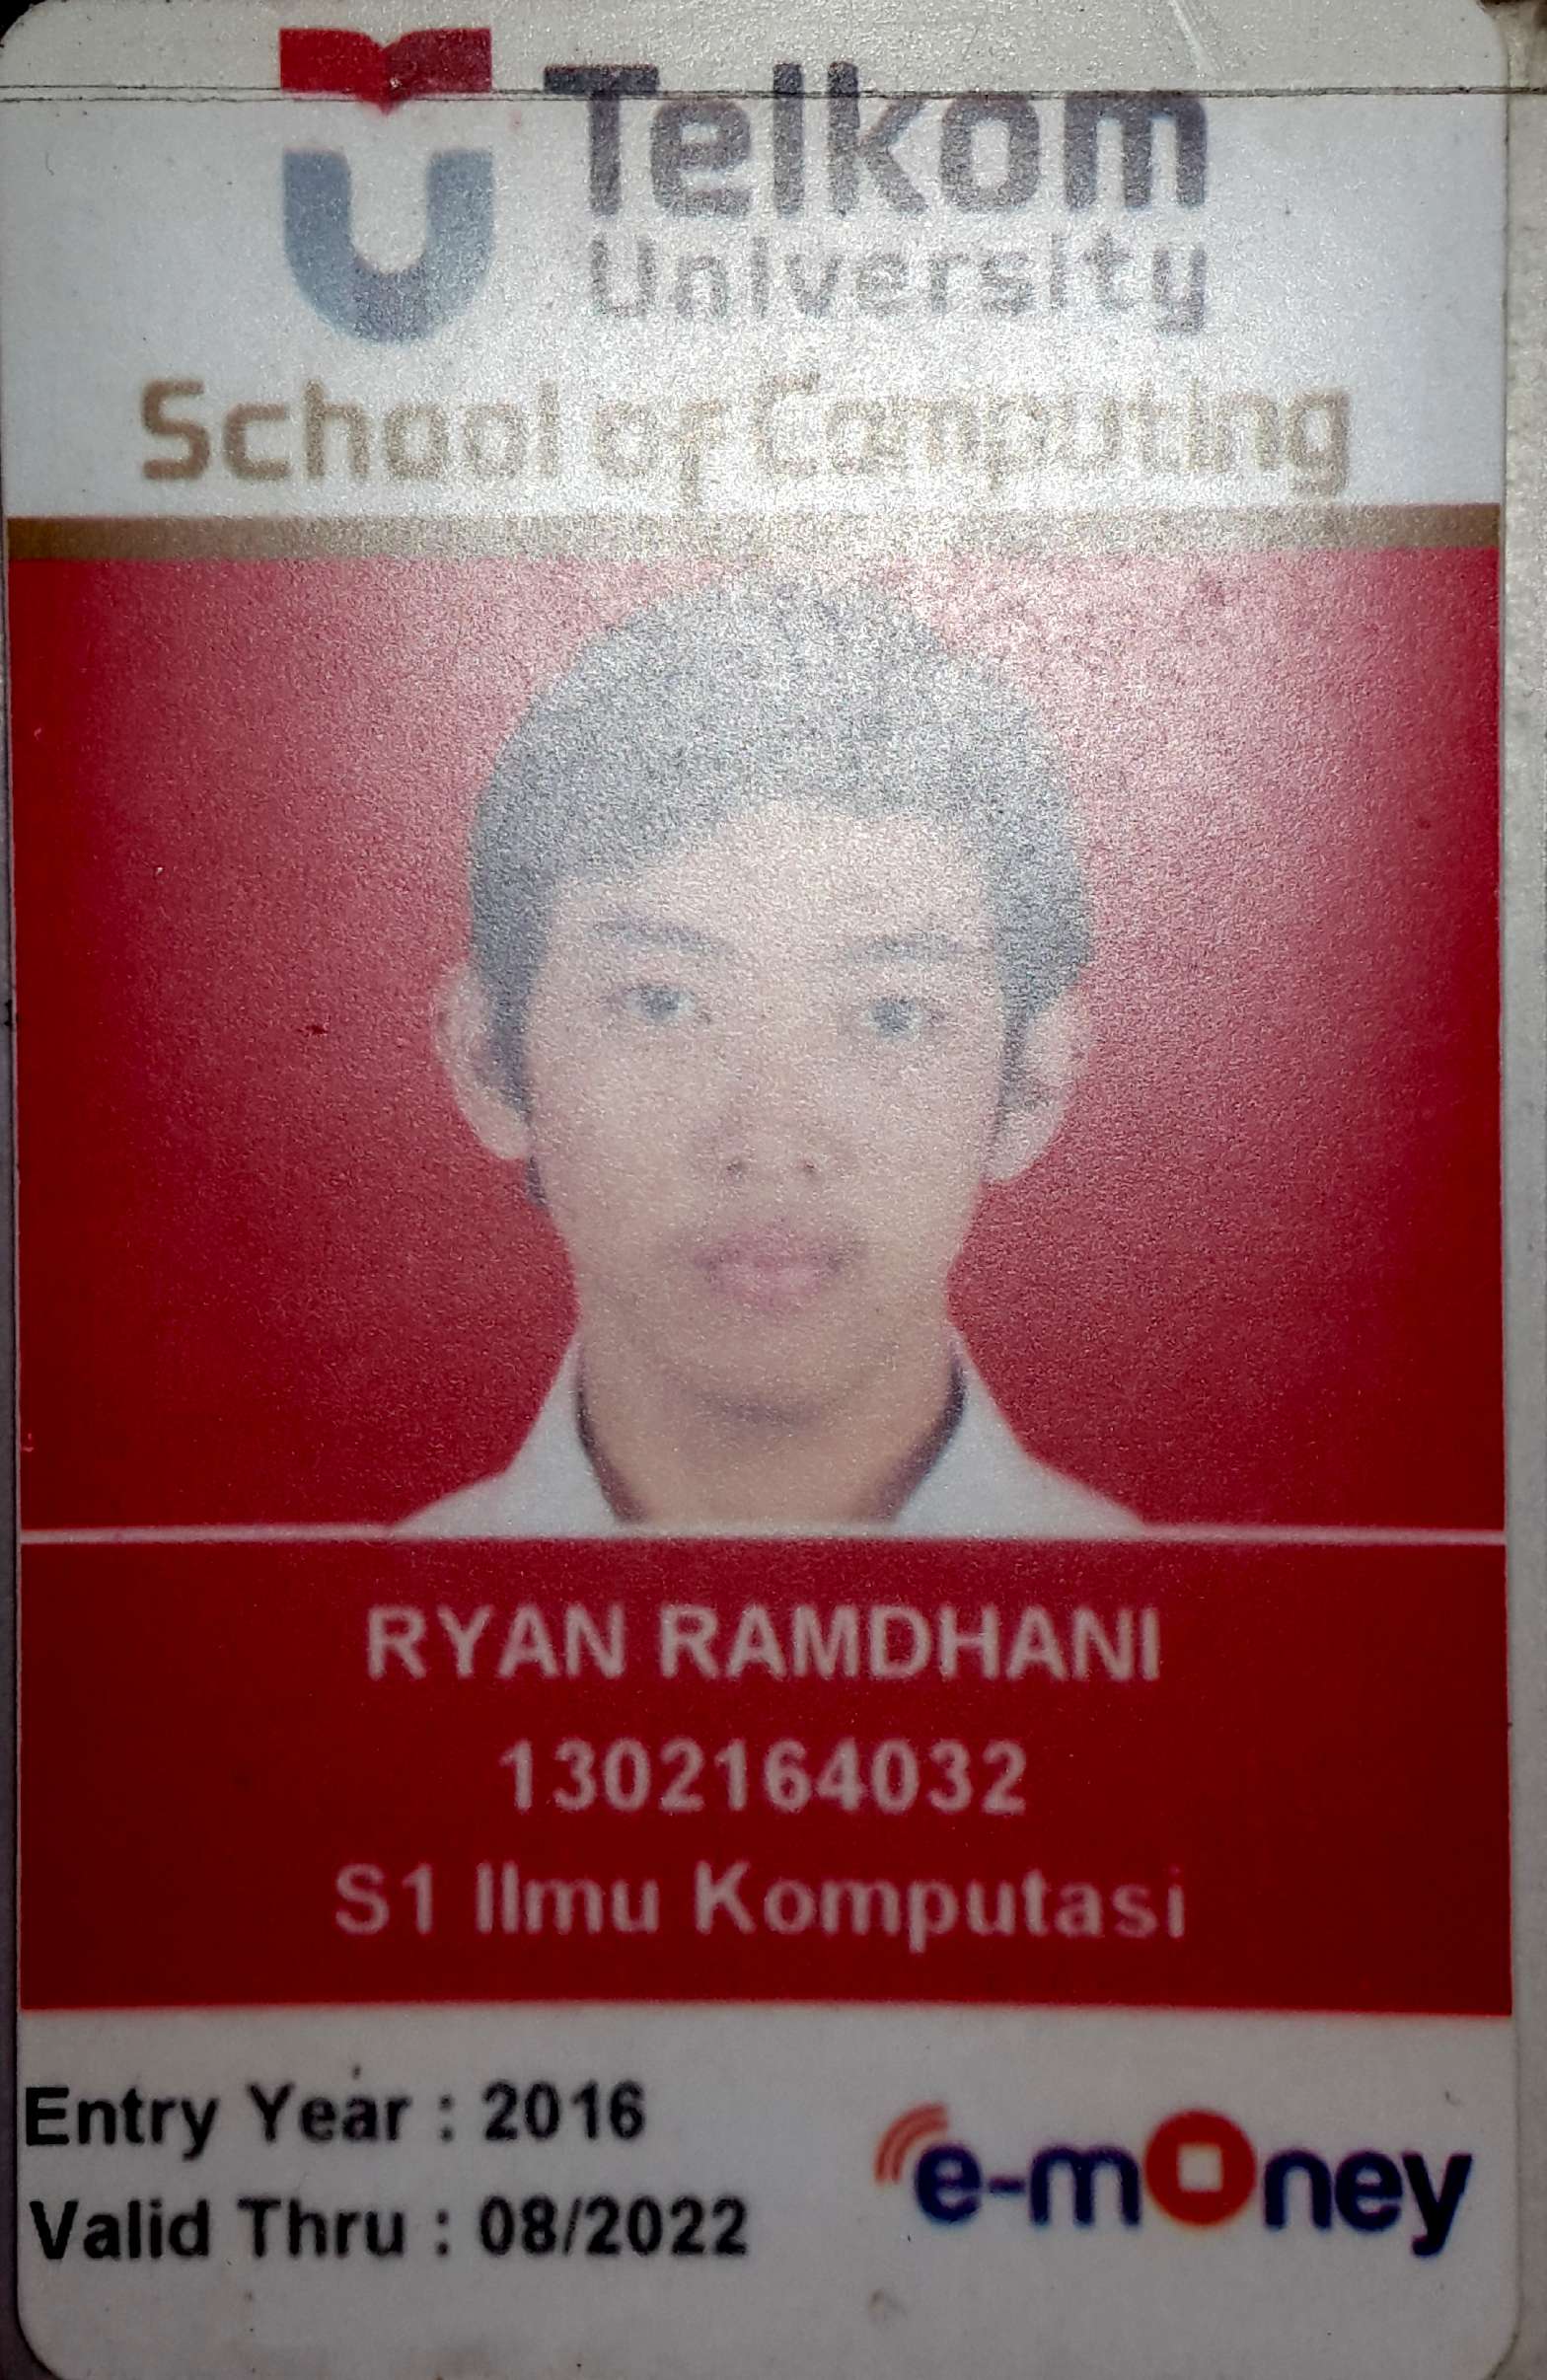 Telkom
University
School of Computing
RYAN RAMDHANI
1302164032
S1 Ilmu Komputasi
Entry Year : 2016
Valid Thru : 08/2022
e-money